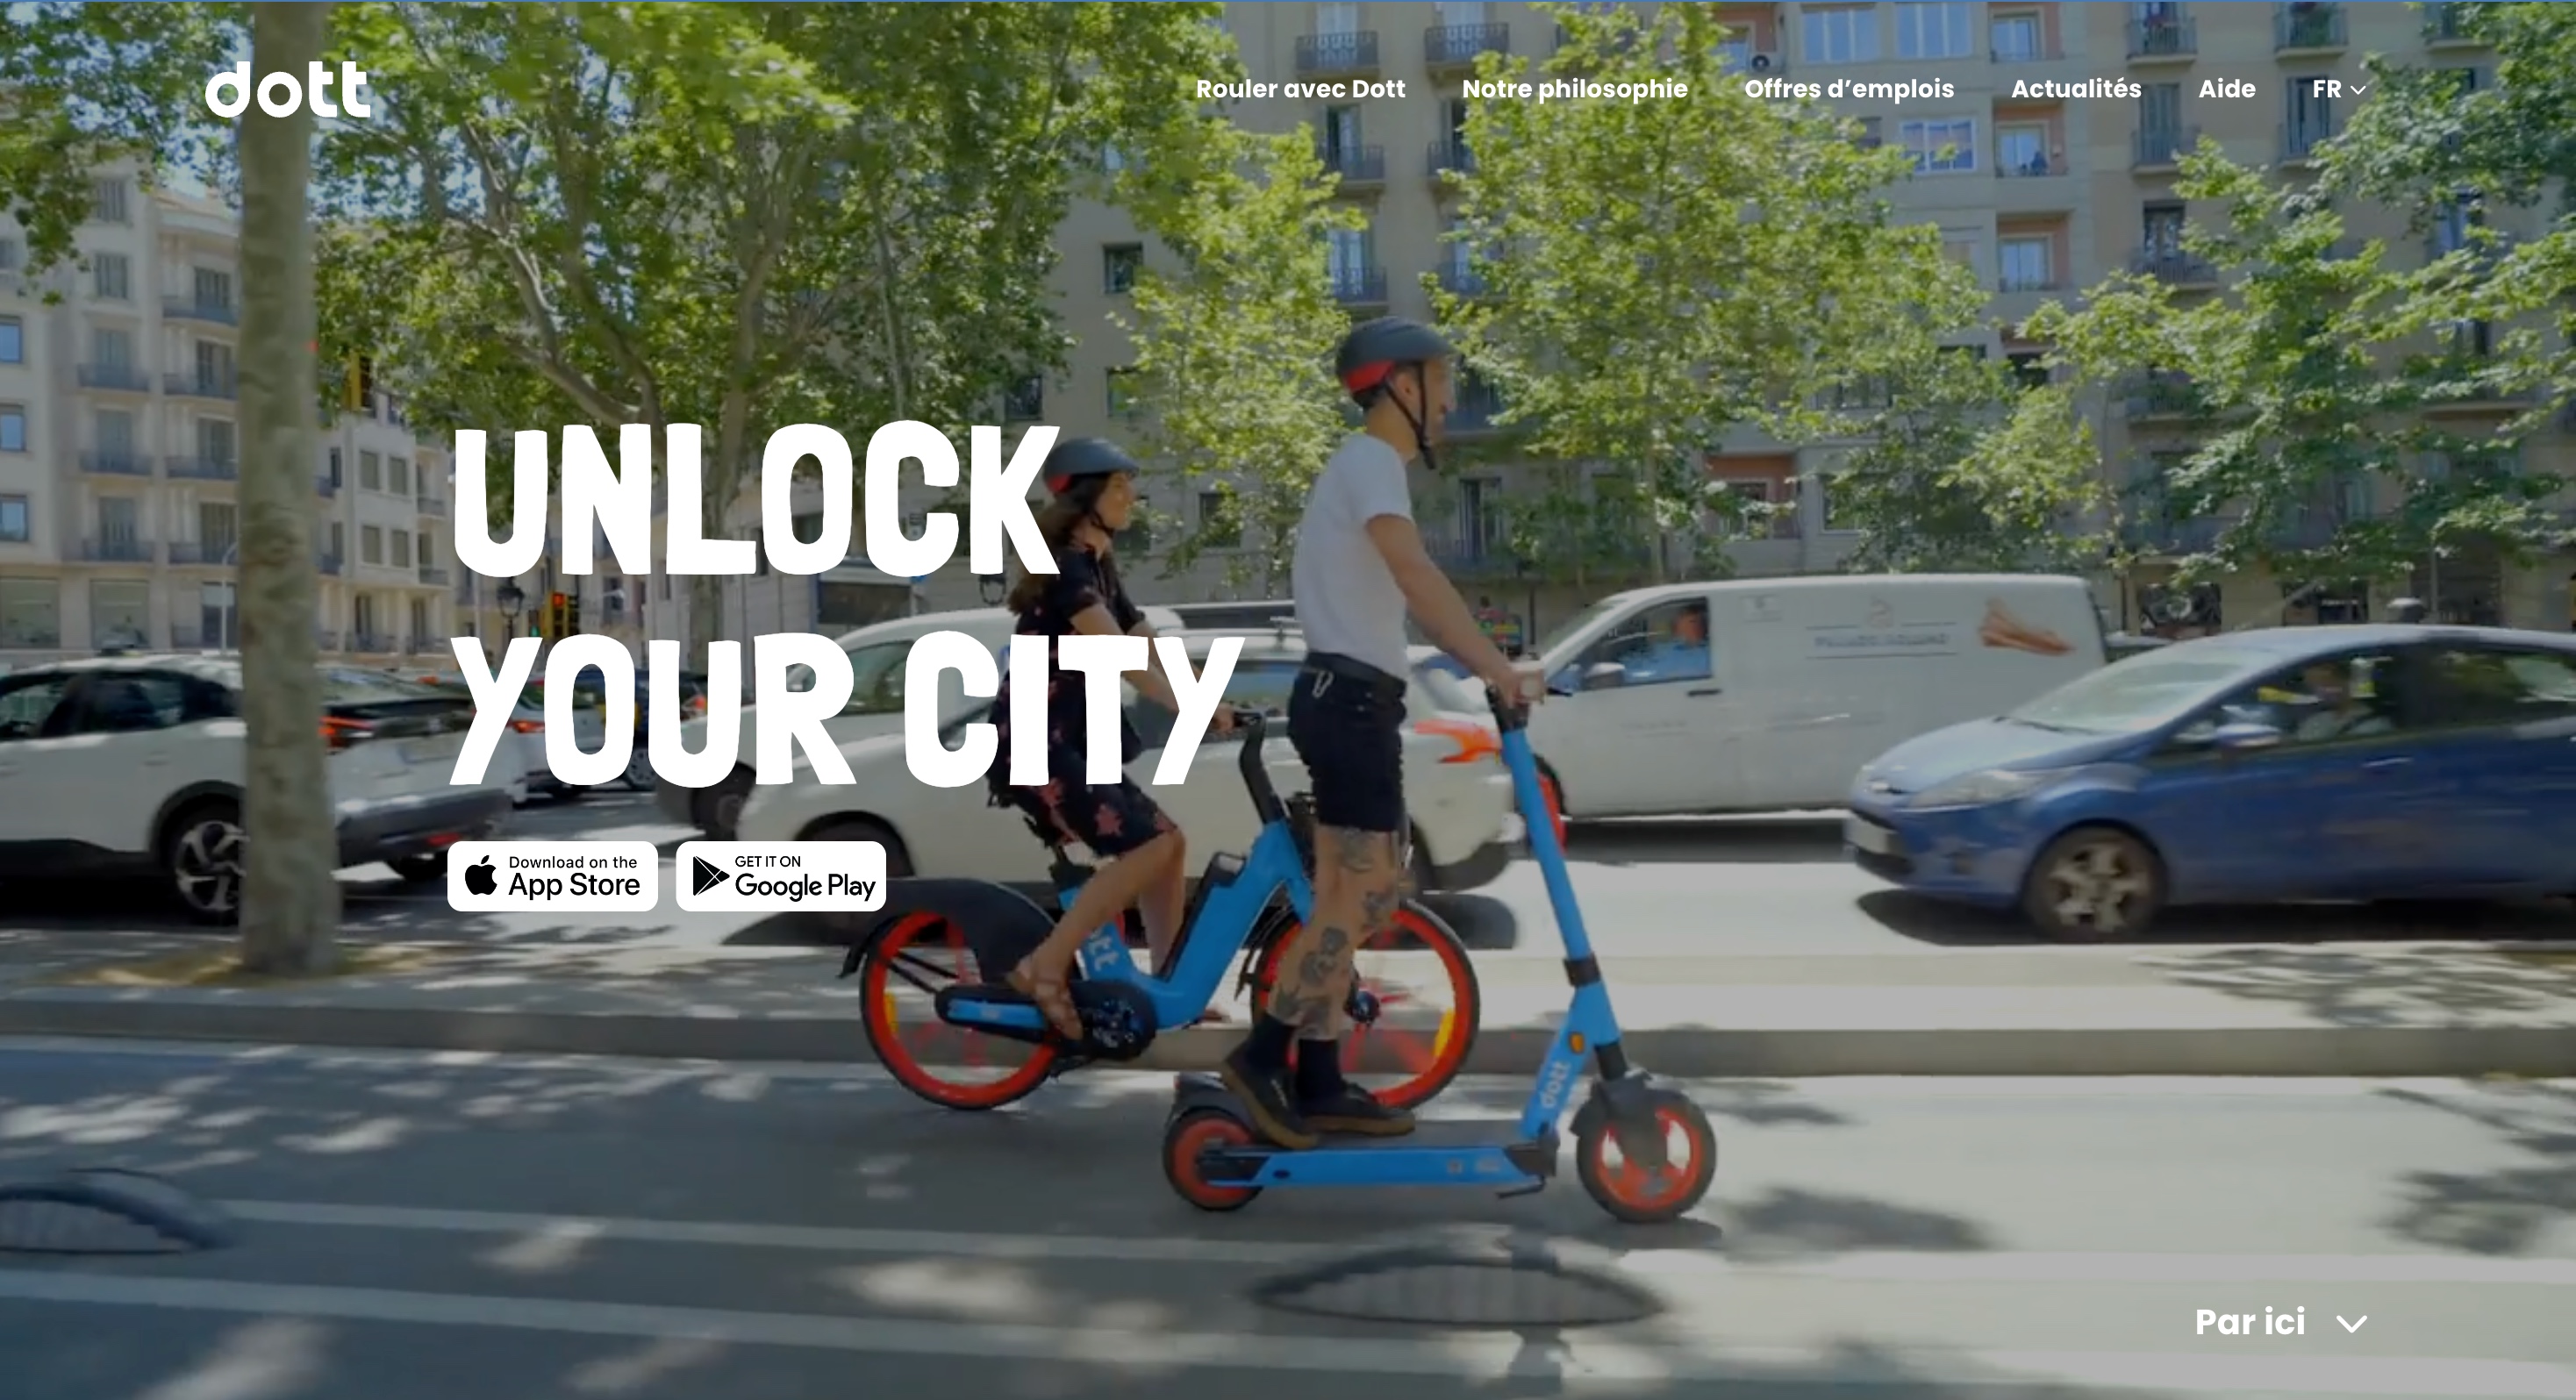 dott
Rouler avec Dott
Notre philosophie
Offres d’emplois
Actualités
Aide
FR
UNLOCK
YOUR CITY
Download on the
App Store
GET IT ON
Google Play
dott
Par ici